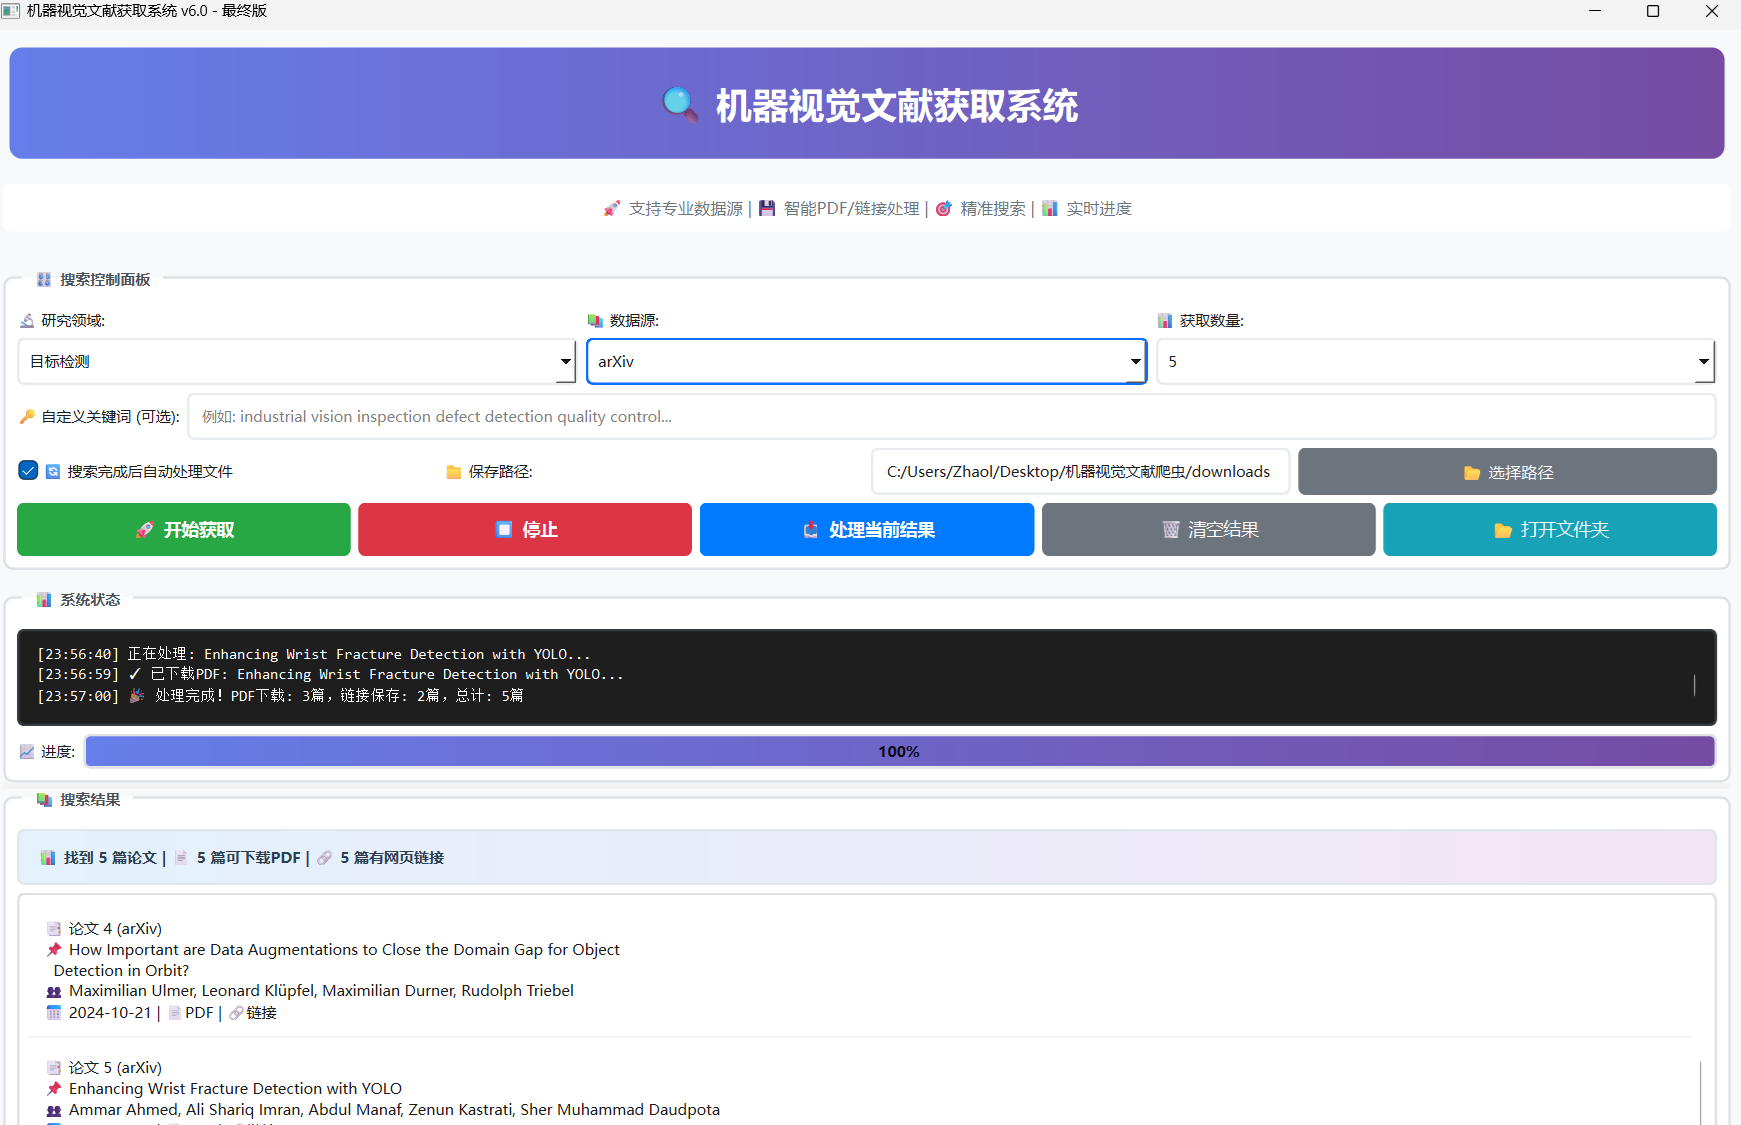 机器视觉文献获取系统 v6.0 - 最终版
机器视觉文献获取系统
支持专业数据源 | 智能PDF/链接处理 | 精准搜索 | 实时进度
搜索控制面板
研究领域:
数据源:
获取数量:
目标检测
arXiv
5
自定义关键词 (可选):
例如: industrial vision inspection defect detection quality control...
搜索完成后自动处理文件
保存路径:
C:/Users/Zhaol/Desktop/机器视觉文献爬虫/downloads
选择路径
开始获取
停止
处理当前结果
清空结果
打开文件夹
系统状态
[23:56:40] 正在处理: Enhancing Wrist Fracture Detection with YOLO...
[23:56:59] ✓ 已下载PDF: Enhancing Wrist Fracture Detection with YOLO...
[23:57:00] 处理完成! PDF下载: 3篇, 链接保存: 2篇, 总计: 5篇
进度:
100%
搜索结果
找到 5 篇论文 | 5 篇可下载PDF | 5 篇有网页链接
论文 4 (arXiv)
How Important are Data Augmentations to Close the Domain Gap for Object
Detection in Orbit?
Maximilian Ulmer, Leonard Klüpfel, Maximilian Durner, Rudolph Triebel
2024-10-21 | PDF | 链接
论文 5 (arXiv)
Enhancing Wrist Fracture Detection with YOLO
Ammar Ahmed, Ali Shariq Imran, Abdul Manaf, Zenun Kastrati, Sher Muhammad Daudpota